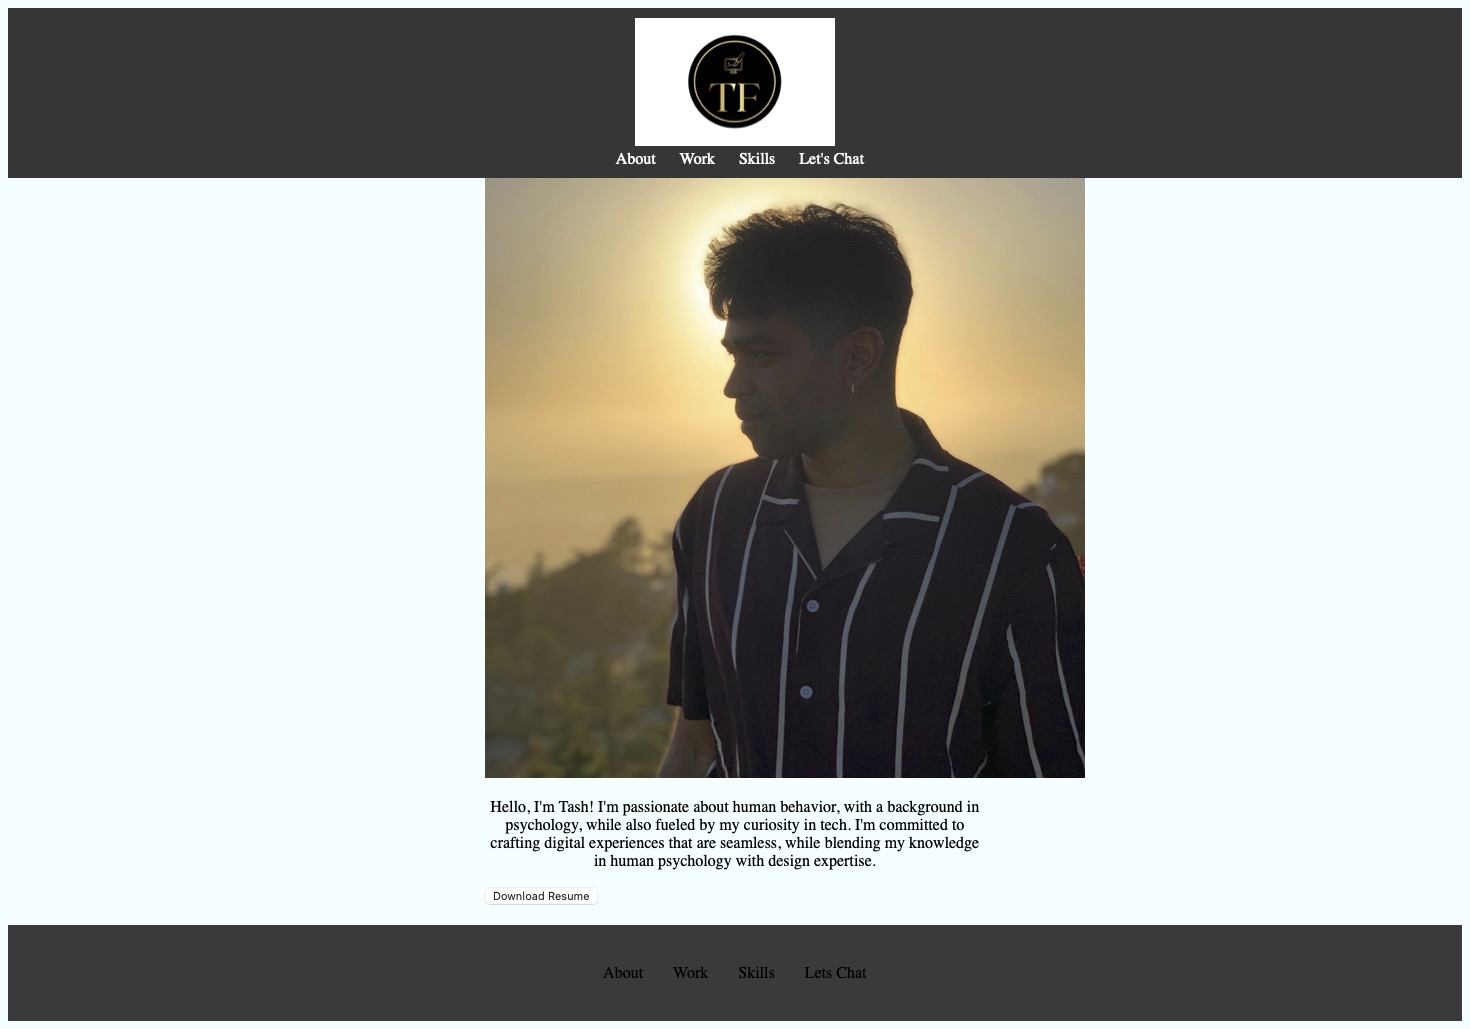 TF
About Work Skills Let's Chat
Hello, I'm Tash! I'm passionate about human behavior, with a background in
psychology, while also fueled by my curiosity in tech. I'm committed to
crafting digital experiences that are seamless, while blending my knowledge
in human psychology with design expertise.
Download Resume
About Work Skills Lets Chat